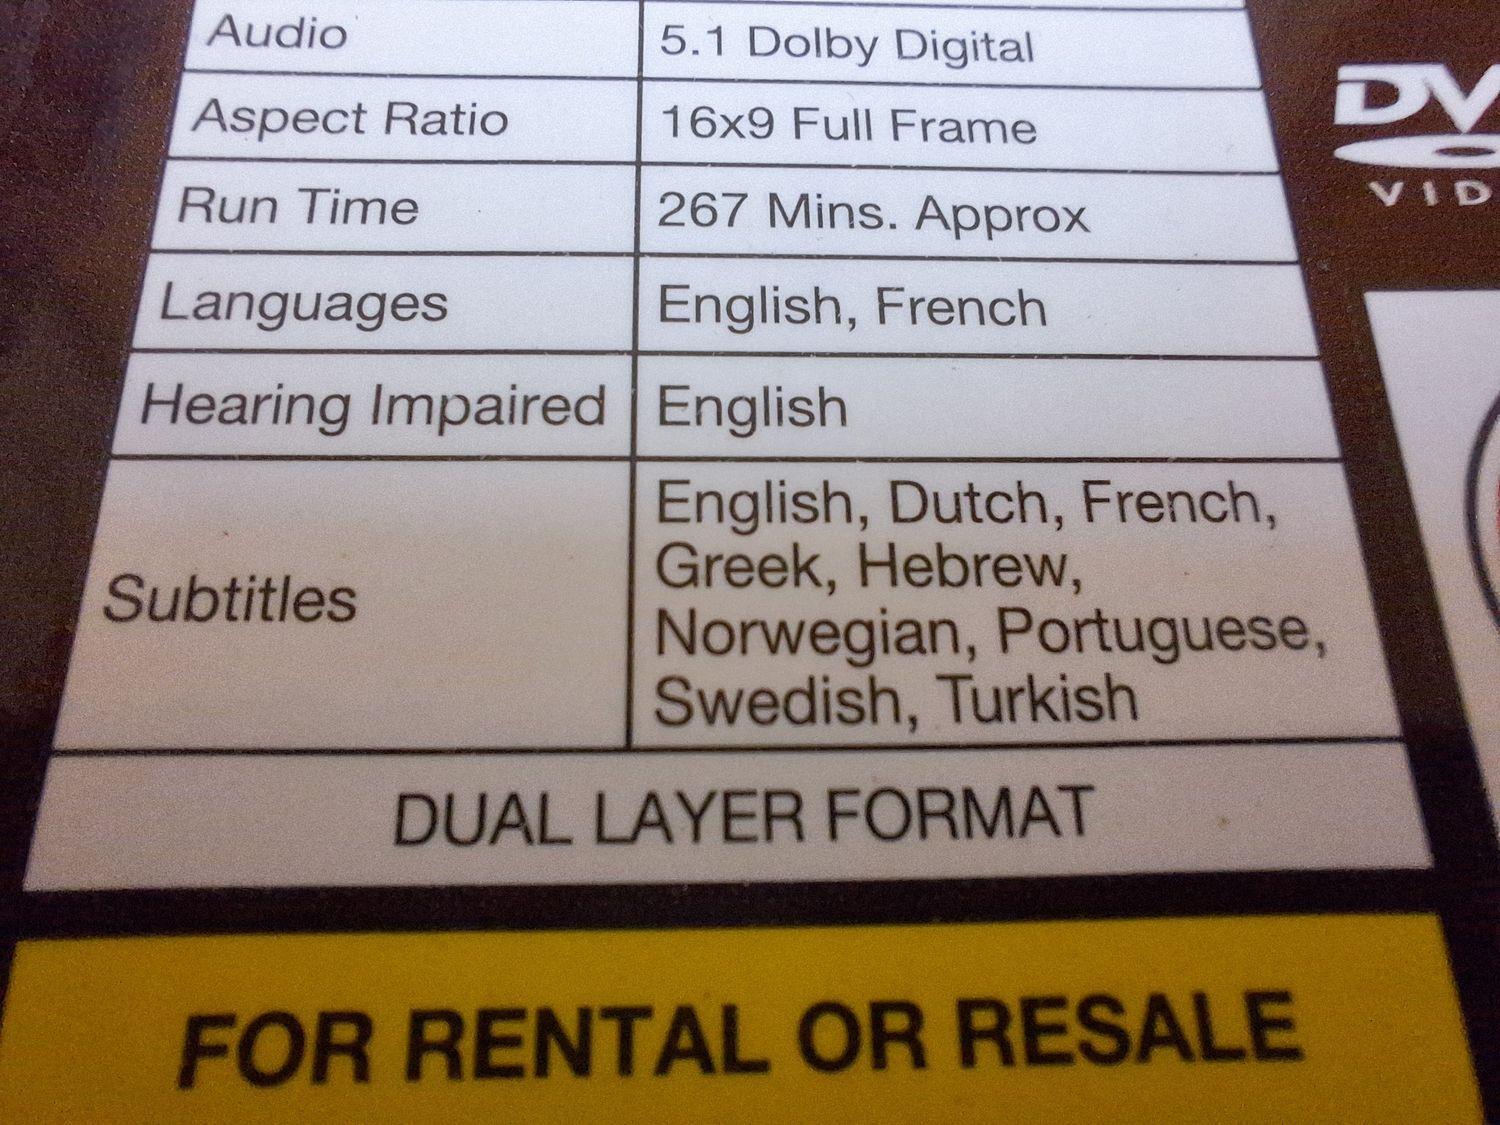 Audio 5.1 Dolby Digital
Aspect Ratio 16x9 Full Frame
Run Time 267 Mins. Approx
Languages English, French
Hearing Impaired English
Subtitles
English, Dutch, French,
Greek, Hebrew,
Norwegian, Portuguese,
Swedish, Turkish
DUAL LAYER FORMAT
FOR RENTAL OR RESALE
DV
VID